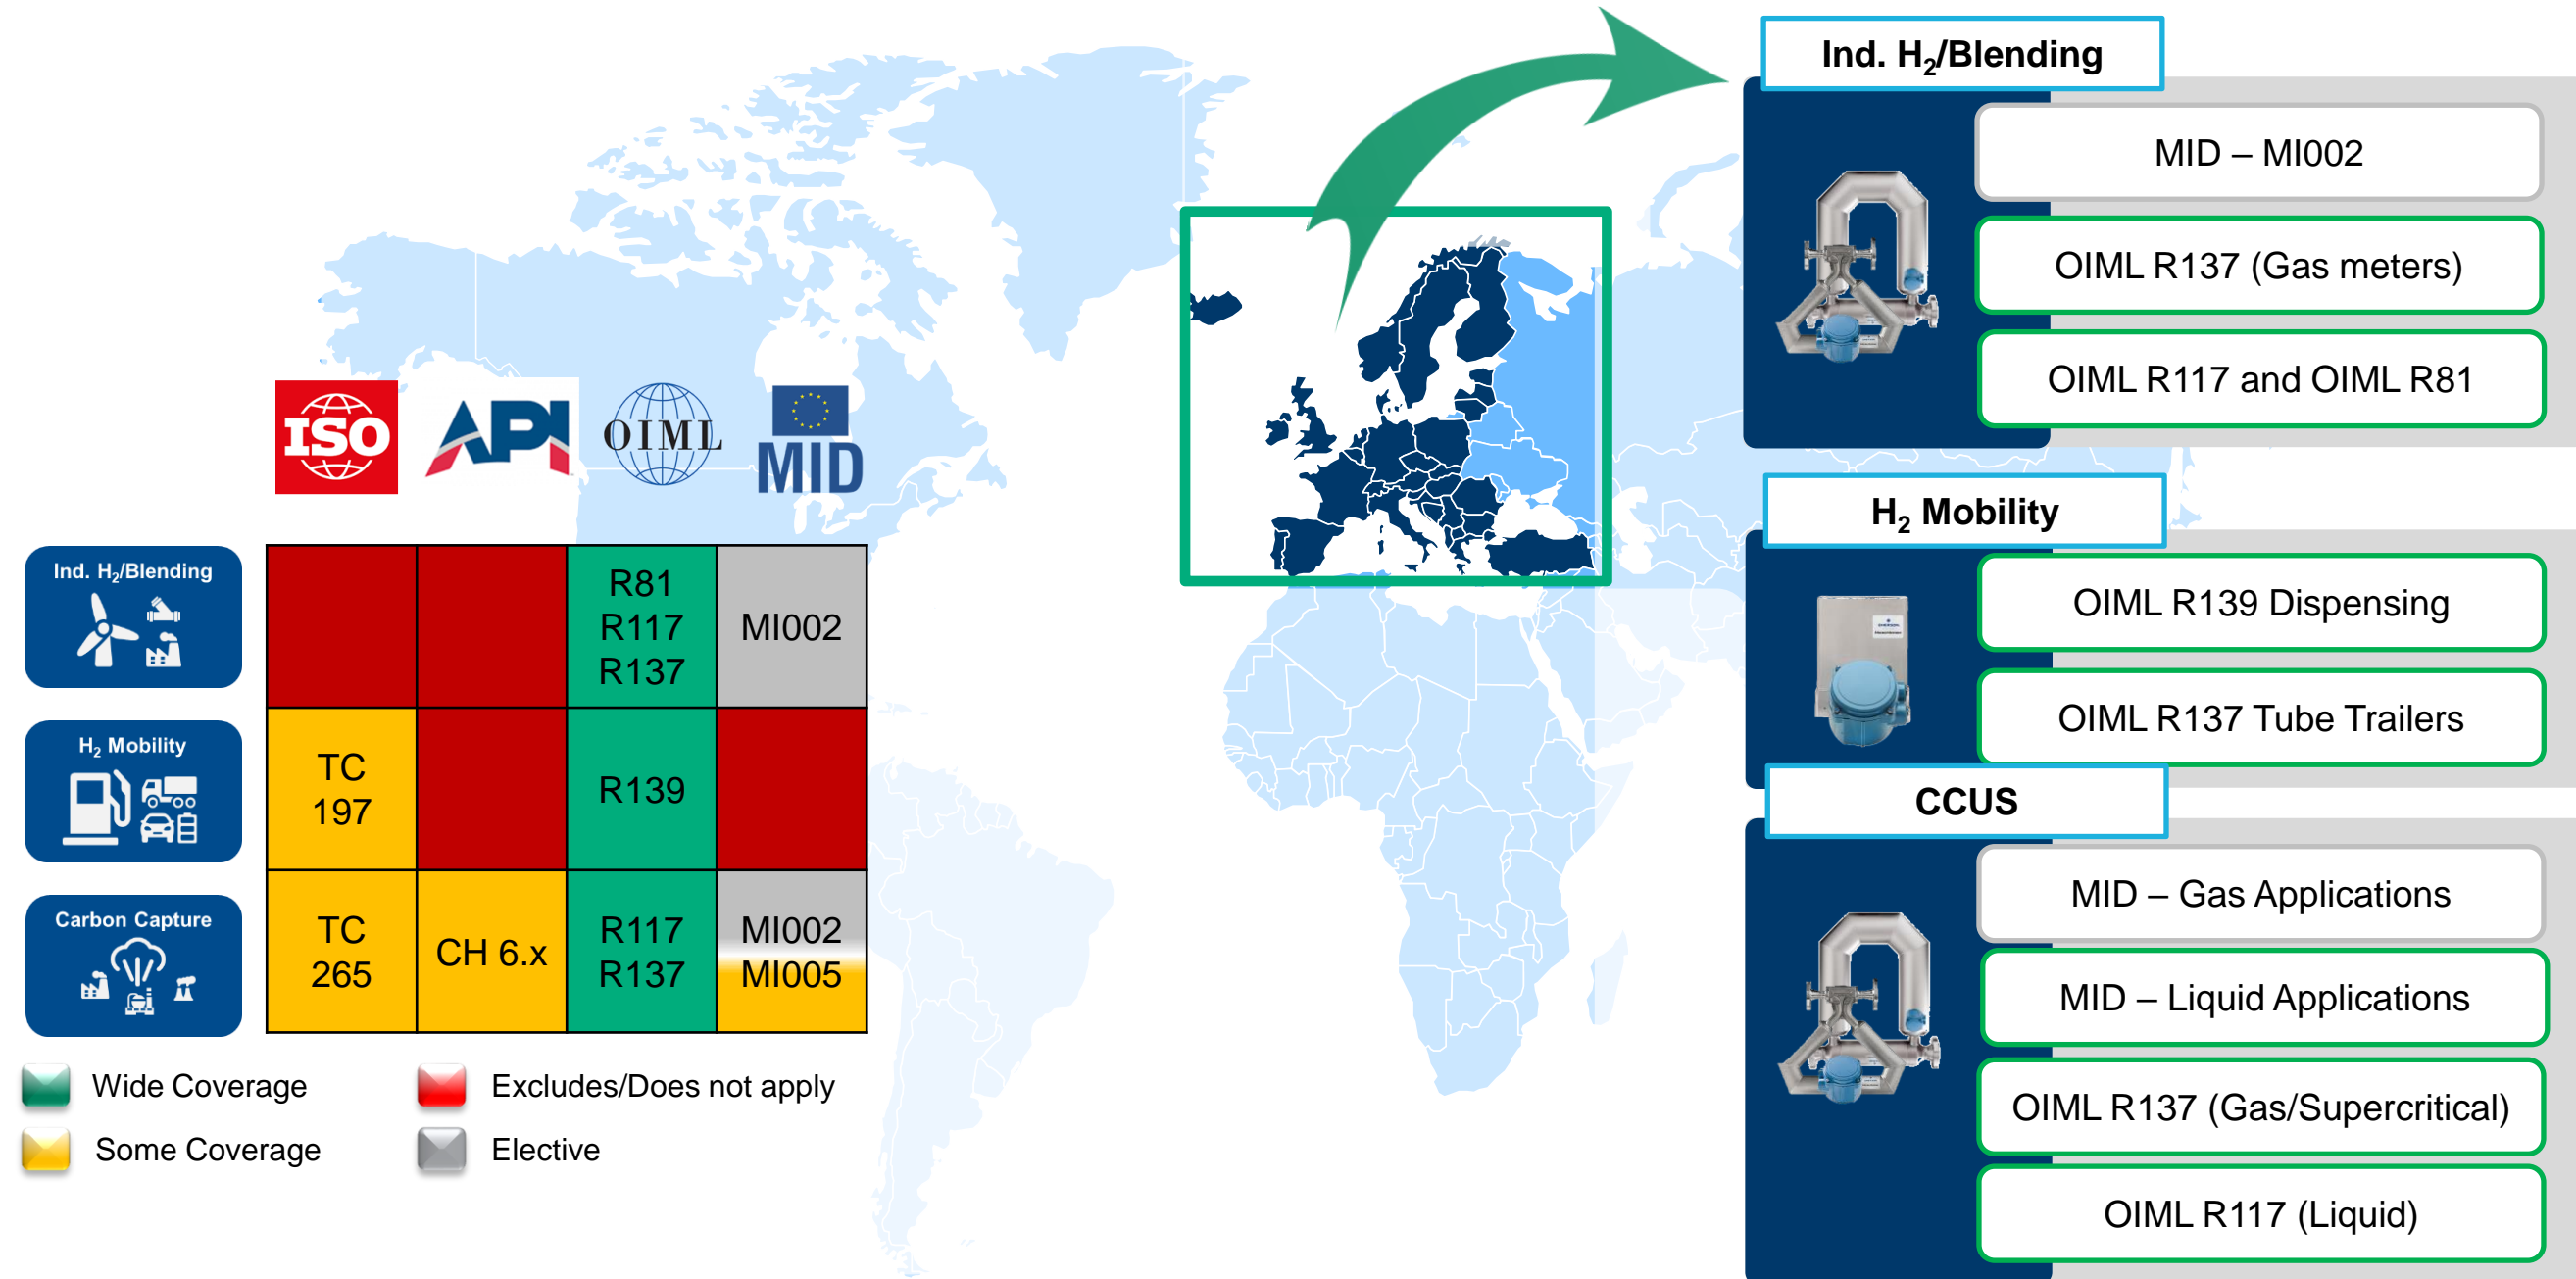 ISO
API
OIML
MID
Ind. H₂/Blending
R81
R117
R137
MI002
H₂ Mobility
TC
197
R139
Carbon Capture
TC
265
CH 6.x
R117
R137
MI002
MI005
Wide Coverage
Excludes/Does not apply
Some Coverage
Elective
Ind. H₂/Blending
MID – MI002
OIML R137 (Gas meters)
OIML R117 and OIML R81
H₂ Mobility
EMERSON
OIML R139 Dispensing
OIML R137 Tube Trailers
CCUS
MID – Gas Applications
MID – Liquid Applications
OIML R137 (Gas/Supercritical)
OIML R117 (Liquid)